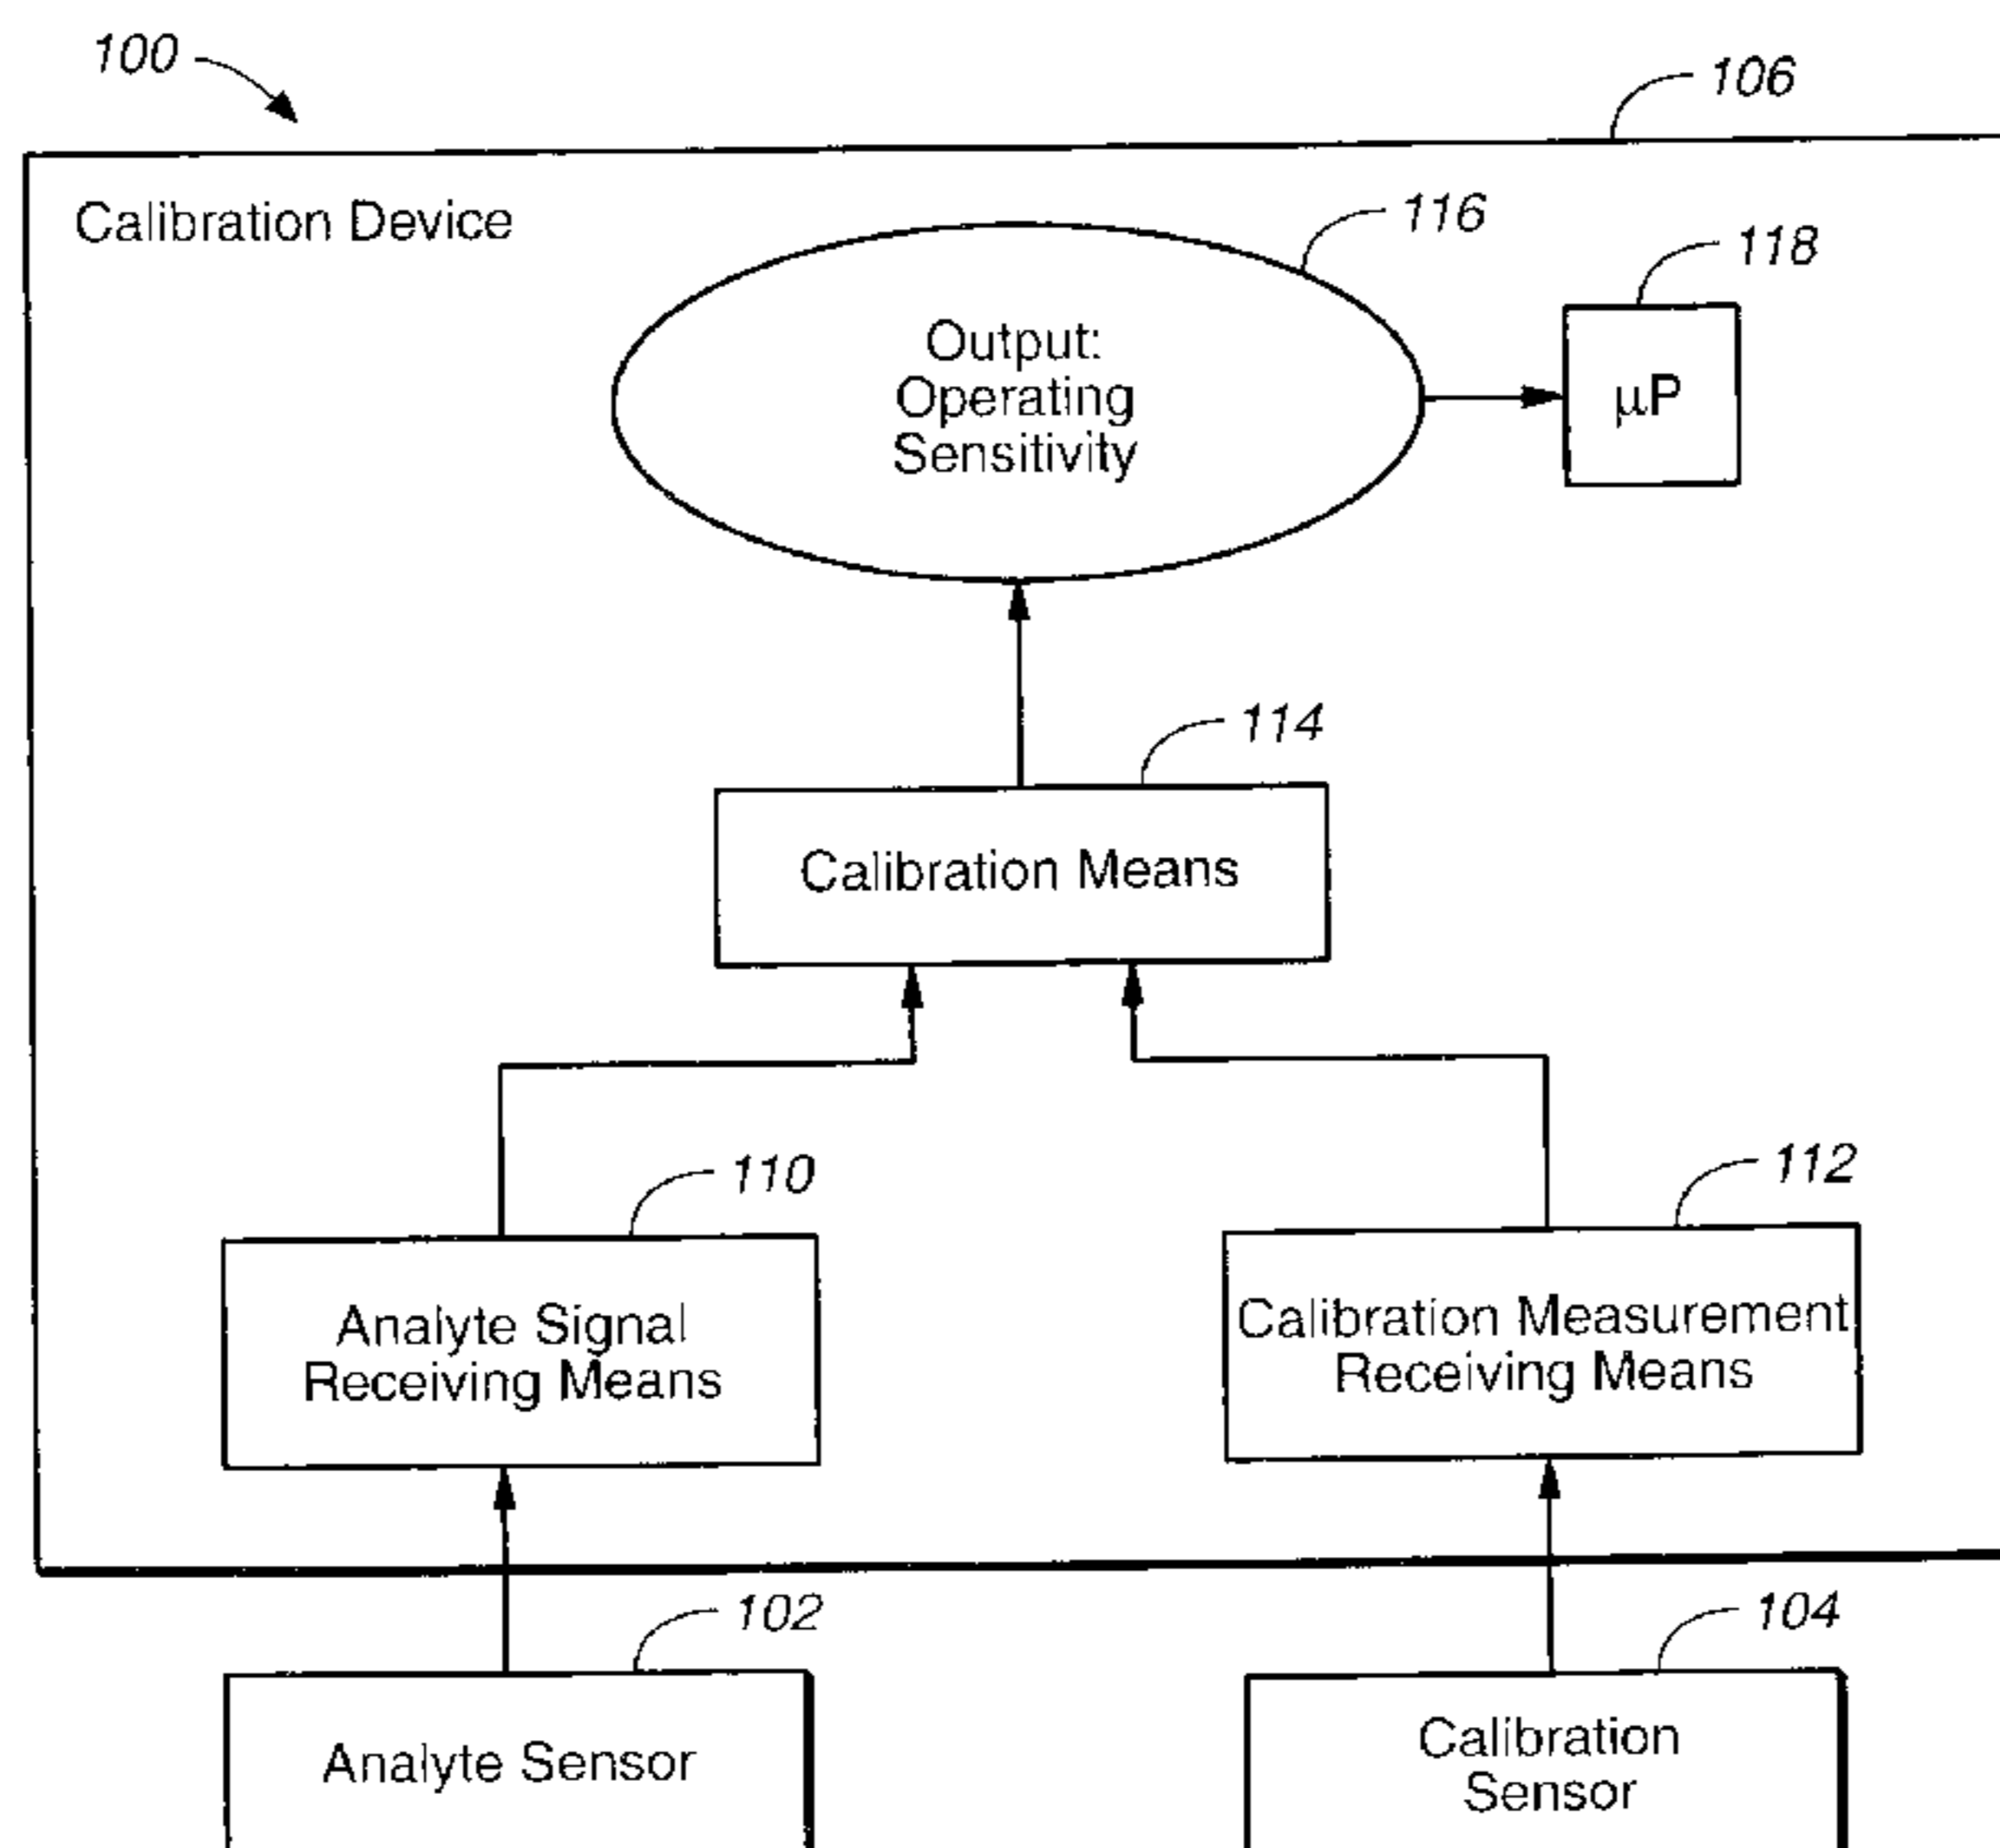 100
106
Calibration Device
116
118
Output:
Operating
Sensitivity
µP
114
Calibration Means
110
112
Analyte Signal
Receiving Means
Calibration Measurement
Receiving Means
102
104
Analyte Sensor
Calibration
Sensor